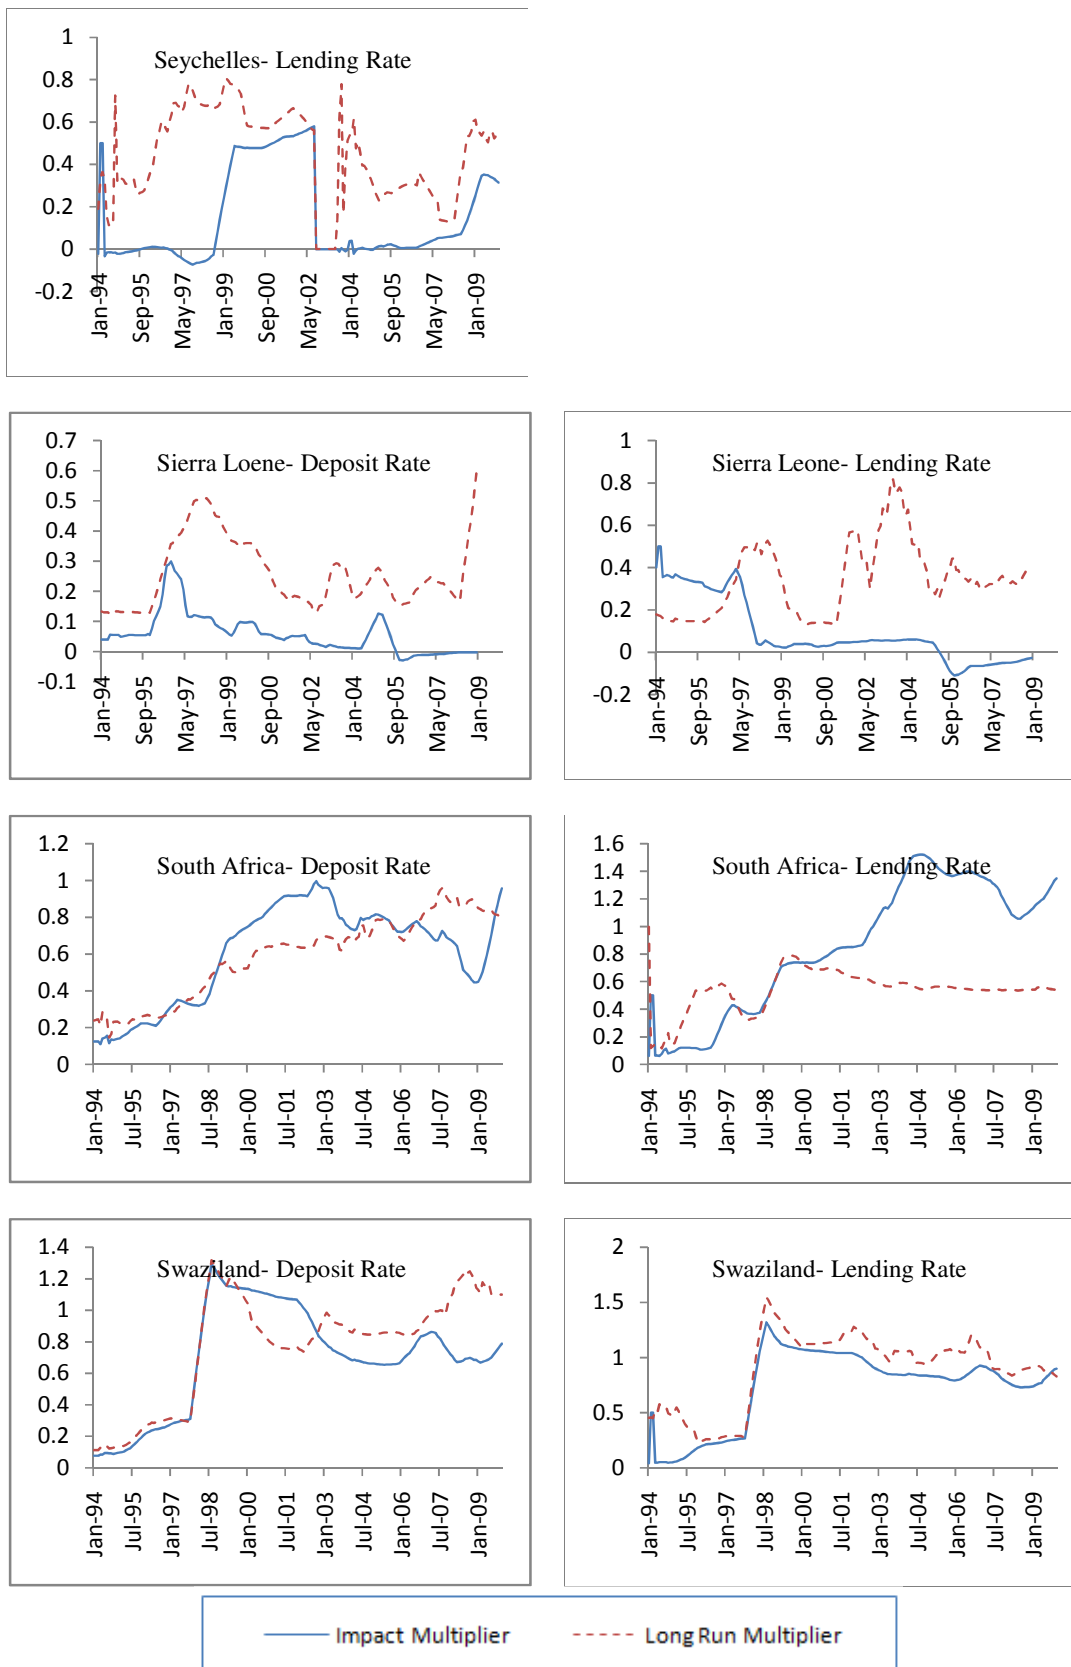 Seychelles- Lending Rate
1
0.8
0.6
0.4
0.2
0
-0.2
Jan-94
Sep-95
May-97
Jan-99
Sep-00
May-02
Jan-04
Sep-05
May-07
Jan-09
Sierra Loene- Deposit Rate
0.7
0.6
0.5
0.4
0.3
0.2
0.1
0
-0.1
Jan-94
Sep-95
May-97
Jan-99
Sep-00
May-02
Jan-04
Sep-05
May-07
Jan-09
Sierra Leone- Lending Rate
1
0.8
0.6
0.4
0.2
0
-0.2
Jan-94
Sep-95
May-97
Jan-99
Sep-00
May-02
Jan-04
Sep-05
May-07
Jan-09
South Africa- Deposit Rate
1.2
1
0.8
0.6
0.4
0.2
0
Jan-94
Jul-95
Jan-97
Jul-98
Jan-00
Jul-01
Jan-03
Jul-04
Jan-06
Jul-07
Jan-09
South Africa- Lending Rate
1.6
1.4
1.2
1
0.8
0.6
0.4
0.2
0
Jan-94
Jul-95
Jan-97
Jul-98
Jan-00
Jul-01
Jan-03
Jul-04
Jan-06
Jul-07
Jan-09
Swaziland- Deposit Rate
1.4
1.2
1
0.8
0.6
0.4
0.2
0
Jan-94
Jul-95
Jan-97
Jul-98
Jan-00
Jul-01
Jan-03
Jul-04
Jan-06
Jul-07
Jan-09
Swaziland- Lending Rate
2
1.5
1
0.5
0
Jan-94
Jul-95
Jan-97
Jul-98
Jan-00
Jul-01
Jan-03
Jul-04
Jan-06
Jul-07
Jan-09
Impact Multiplier
Long Run Multiplier